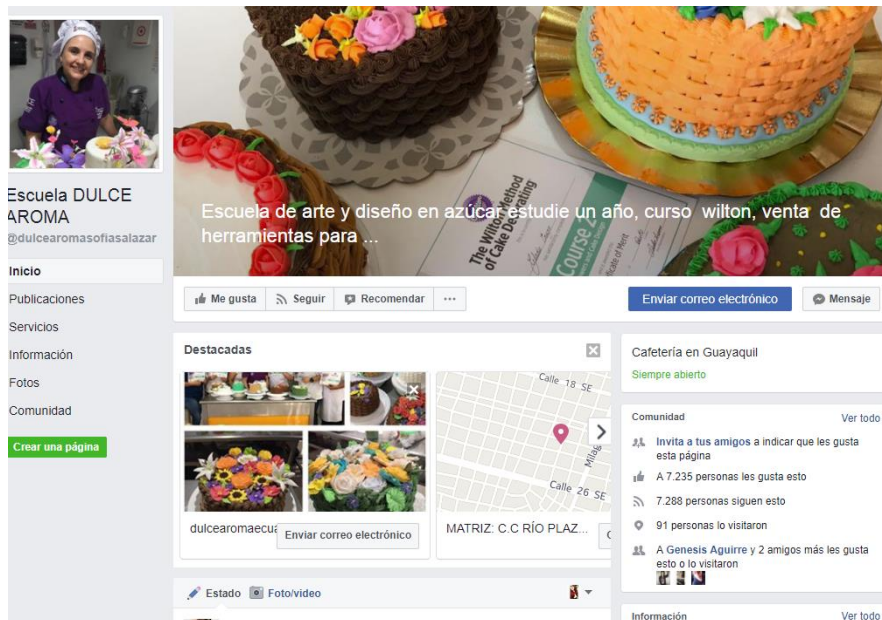 Escuela DULCE
AROMA
@dulcearomasofiasalazar
Inicio
Publicaciones
Servicios
Información
Fotos
Comunidad
Crear una página
The Wilton Method
of Cake Decorating
Course 2
Escuela de arte y diseño en azúcar estudie un año, curso wilton, venta de
herramientas para ...
Me gusta
Seguir
Recomendar
Enviar correo electrónico
Mensaje
Destacadas
dulcearomaecua
Enviar correo electrónico
Calle 18 SE
Milag
Calle 26 SE
MATRIZ: C.C RÍO PLAZ...
Cafetería en Guayaquil
Siempre abierto
Comunidad
Ver todo
Invita a tus amigos a indicar que les gusta
esta página
A 7.235 personas les gusta esto
7.288 personas siguen esto
91 personas lo visitaron
A Genesis Aguirre y 2 amigos más les gusta
esto o lo visitaron
Estado
Foto/video
Información
Ver todo